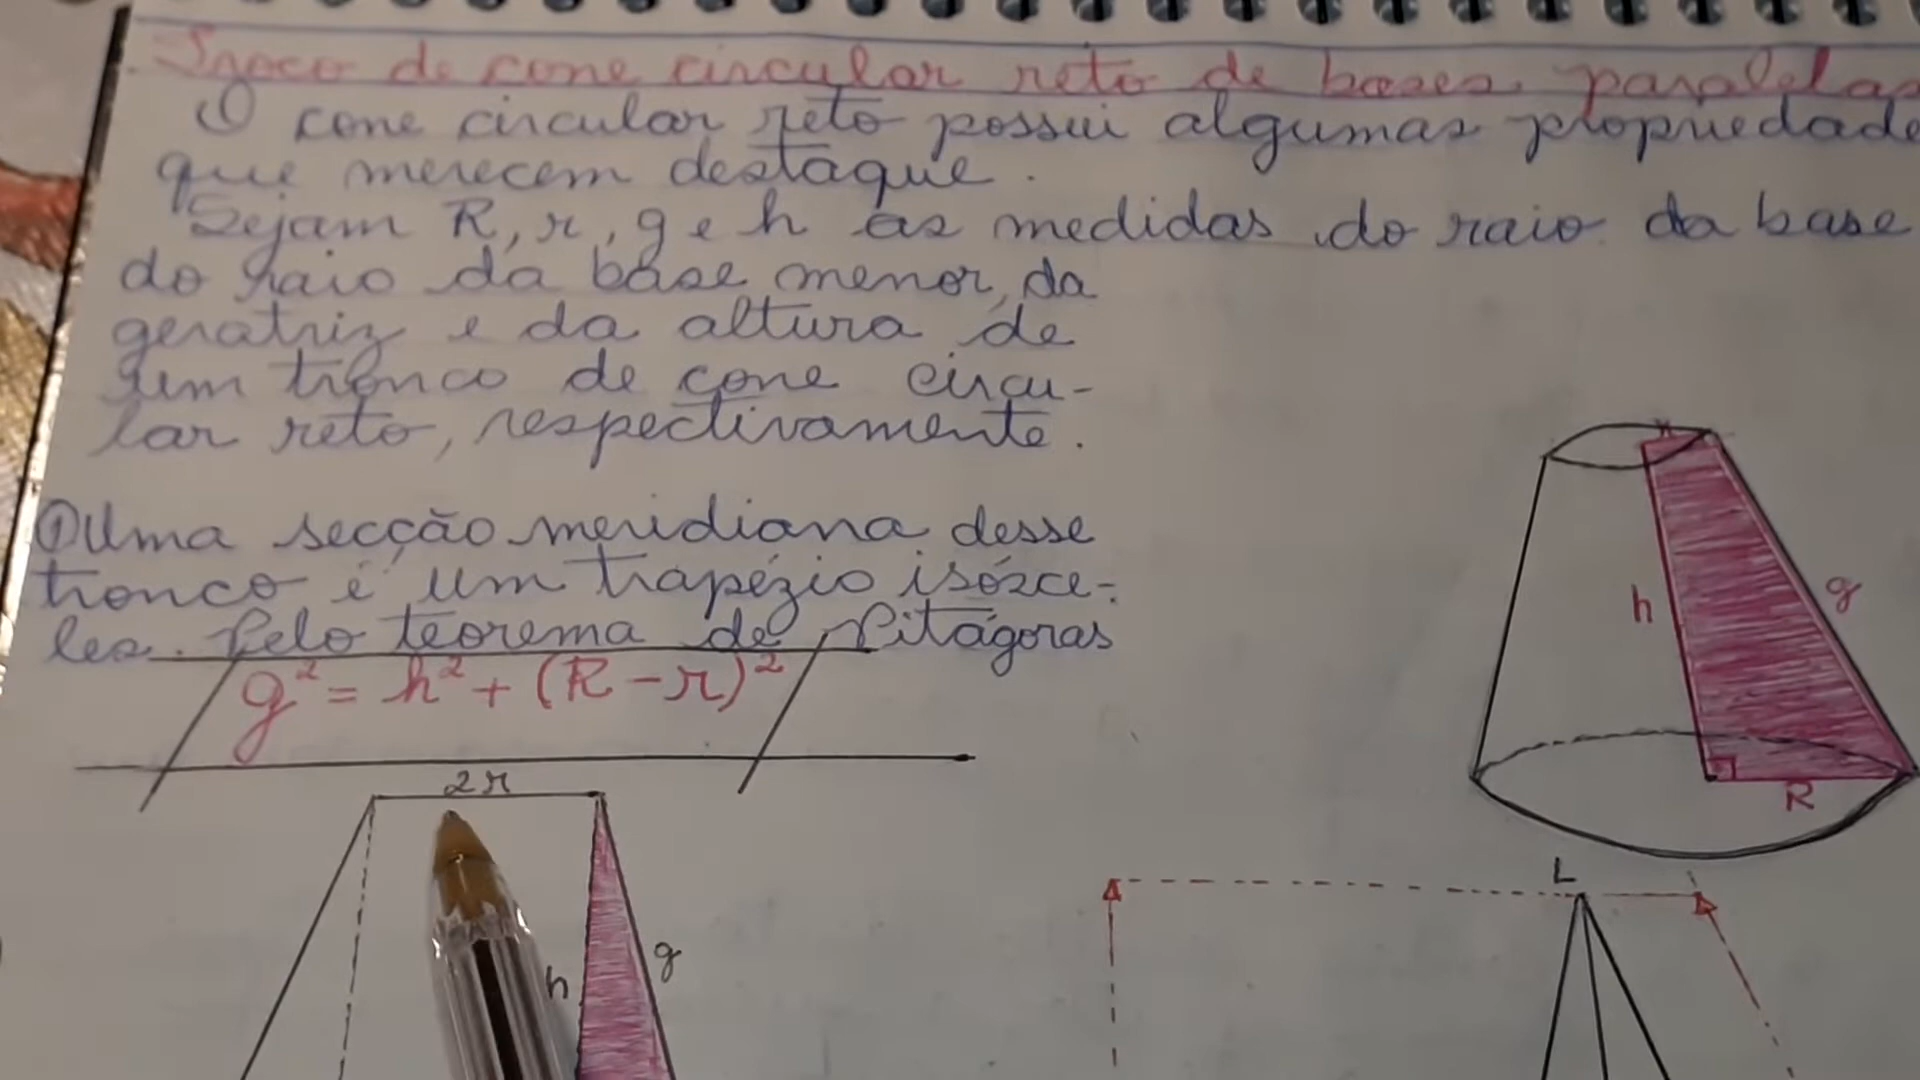 Tronco de cone circular reto de bases paralelas
O cone circular reto possui algumas propriedade
que merecem destaque.
Sejam R, r, g e h as medidas do raio da base
do raio da base menor, da
geratriz e da altura de
um tronco de cone circu-
lar reto, respectivamente.
① Uma secção meridiana desse
tronco é um trapézio isósce-
les. Pelo teorema de Pitágoras
g² = h² + (R - r)²
2r
h
g
r
h
g
R
L